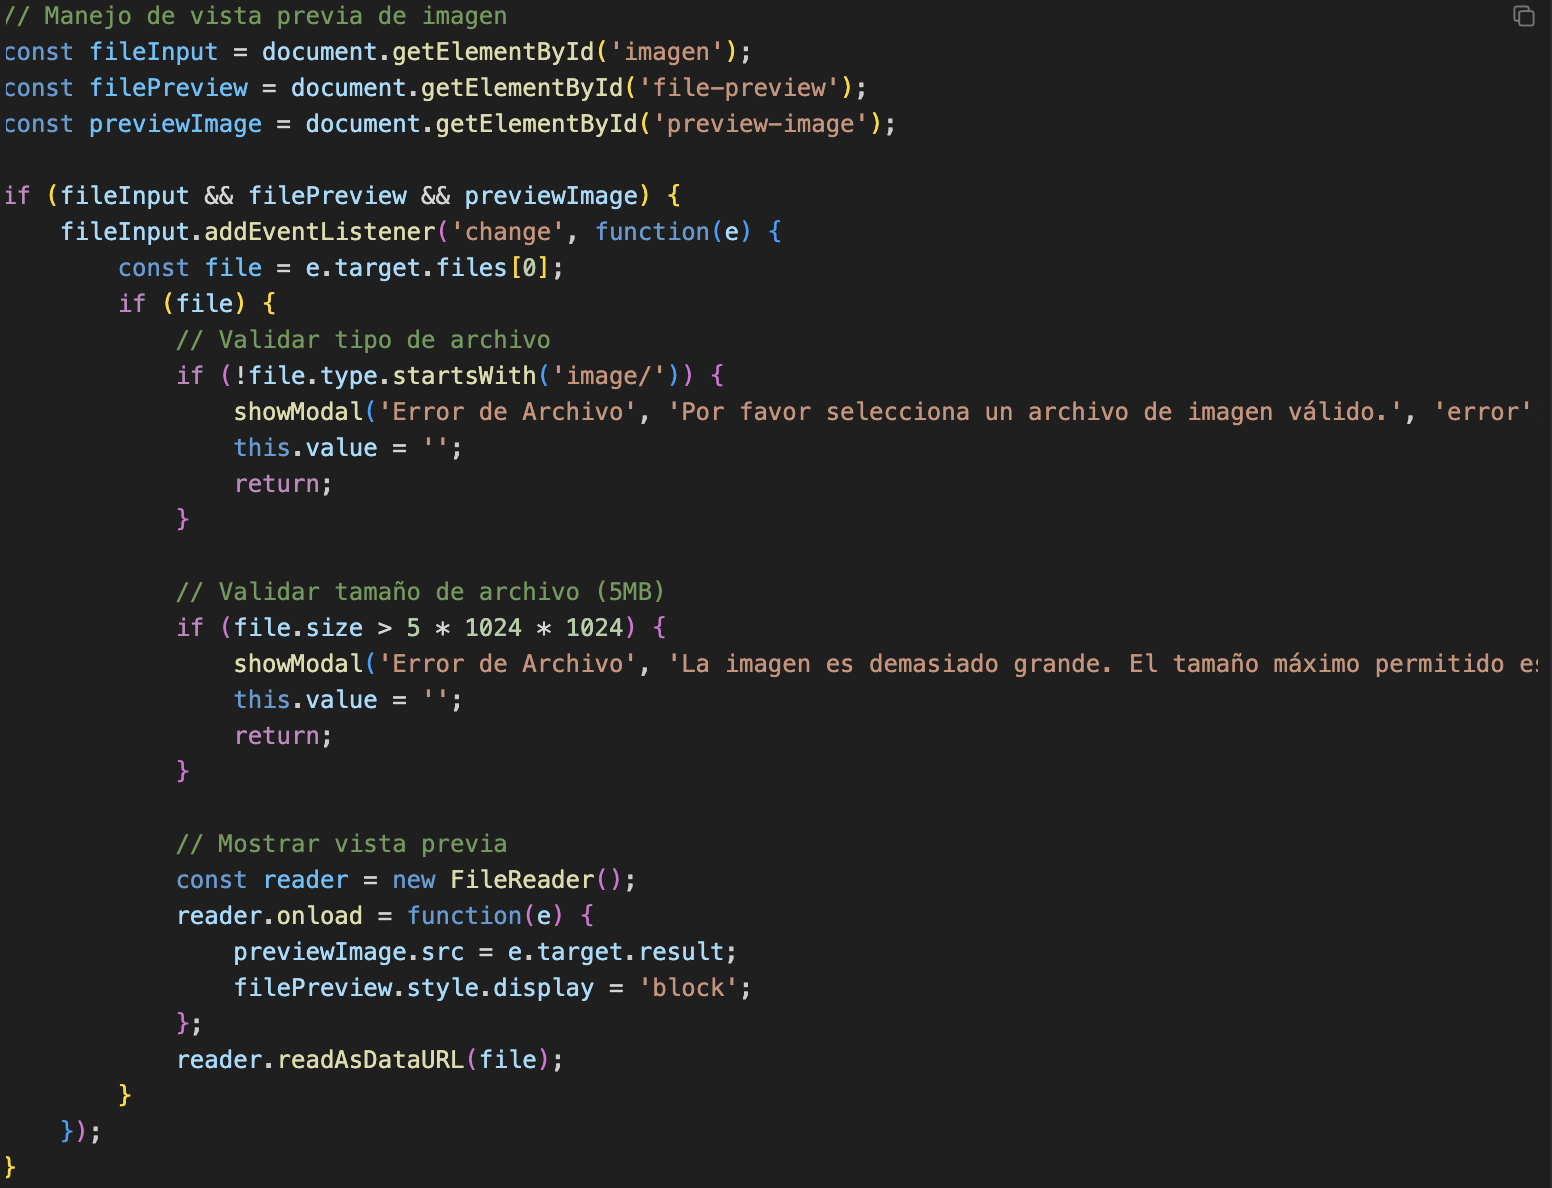 // Manejo de vista previa de imagen
const fileInput = document.getElementById('imagen');
const filePreview = document.getElementById('file-preview');
const previewImage = document.getElementById('preview-image');

if (fileInput && filePreview && previewImage) {
    fileInput.addEventListener('change', function(e) {
        const file = e.target.files[0];
        if (file) {
            // Validar tipo de archivo
            if (!file.type.startsWith('image/')) {
                showModal('Error de Archivo', 'Por favor selecciona un archivo de imagen válido.', 'error'
                this.value = '';
                return;
            }

            // Validar tamaño de archivo (5MB)
            if (file.size > 5 * 1024 * 1024) {
                showModal('Error de Archivo', 'La imagen es demasiado grande. El tamaño máximo permitido es
                this.value = '';
                return;
            }

            // Mostrar vista previa
            const reader = new FileReader();
            reader.onload = function(e) {
                previewImage.src = e.target.result;
                filePreview.style.display = 'block';
            };
            reader.readAsDataURL(file);
        }
    });
}